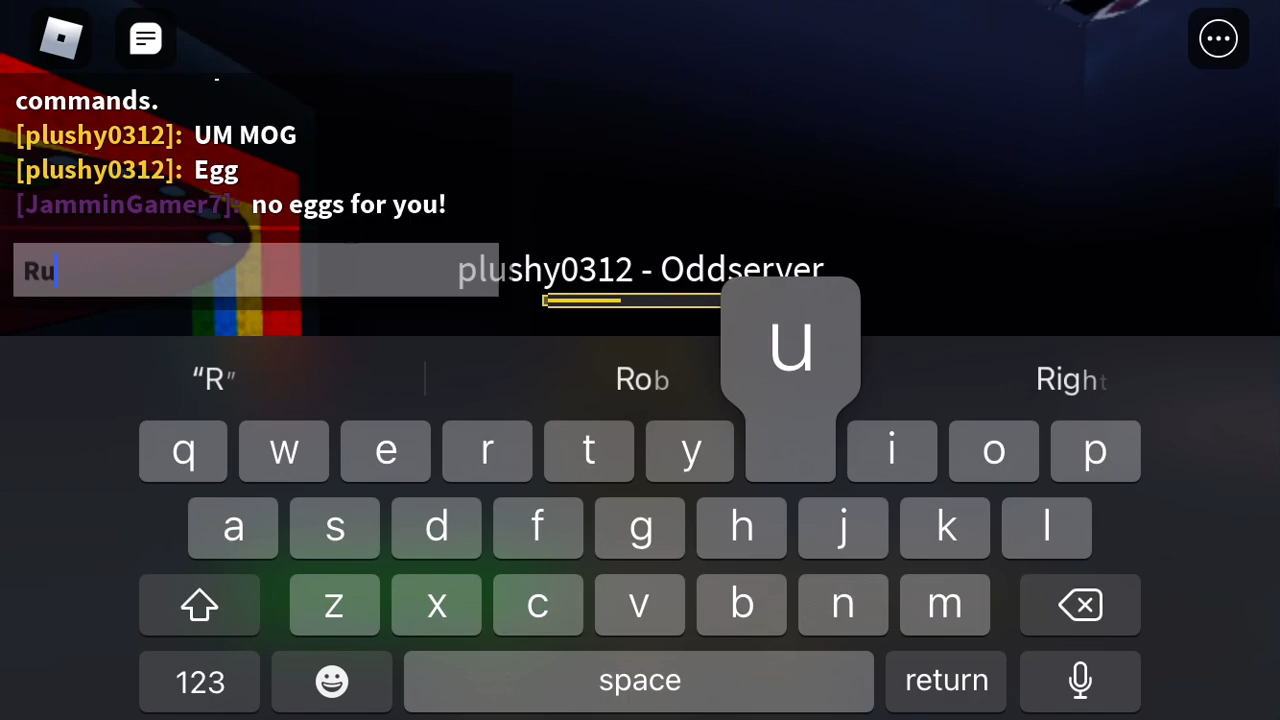 commands.
[plushy0312]: UM MOG
[plushy0312]: Egg
[JamminGamer7]: no eggs for you!
Ru
plushy0312 - Oddserver
u
“R”
Rob
Right
q w e r t y i o p
a s d f g h j k l
z x c v b n m
123 space return